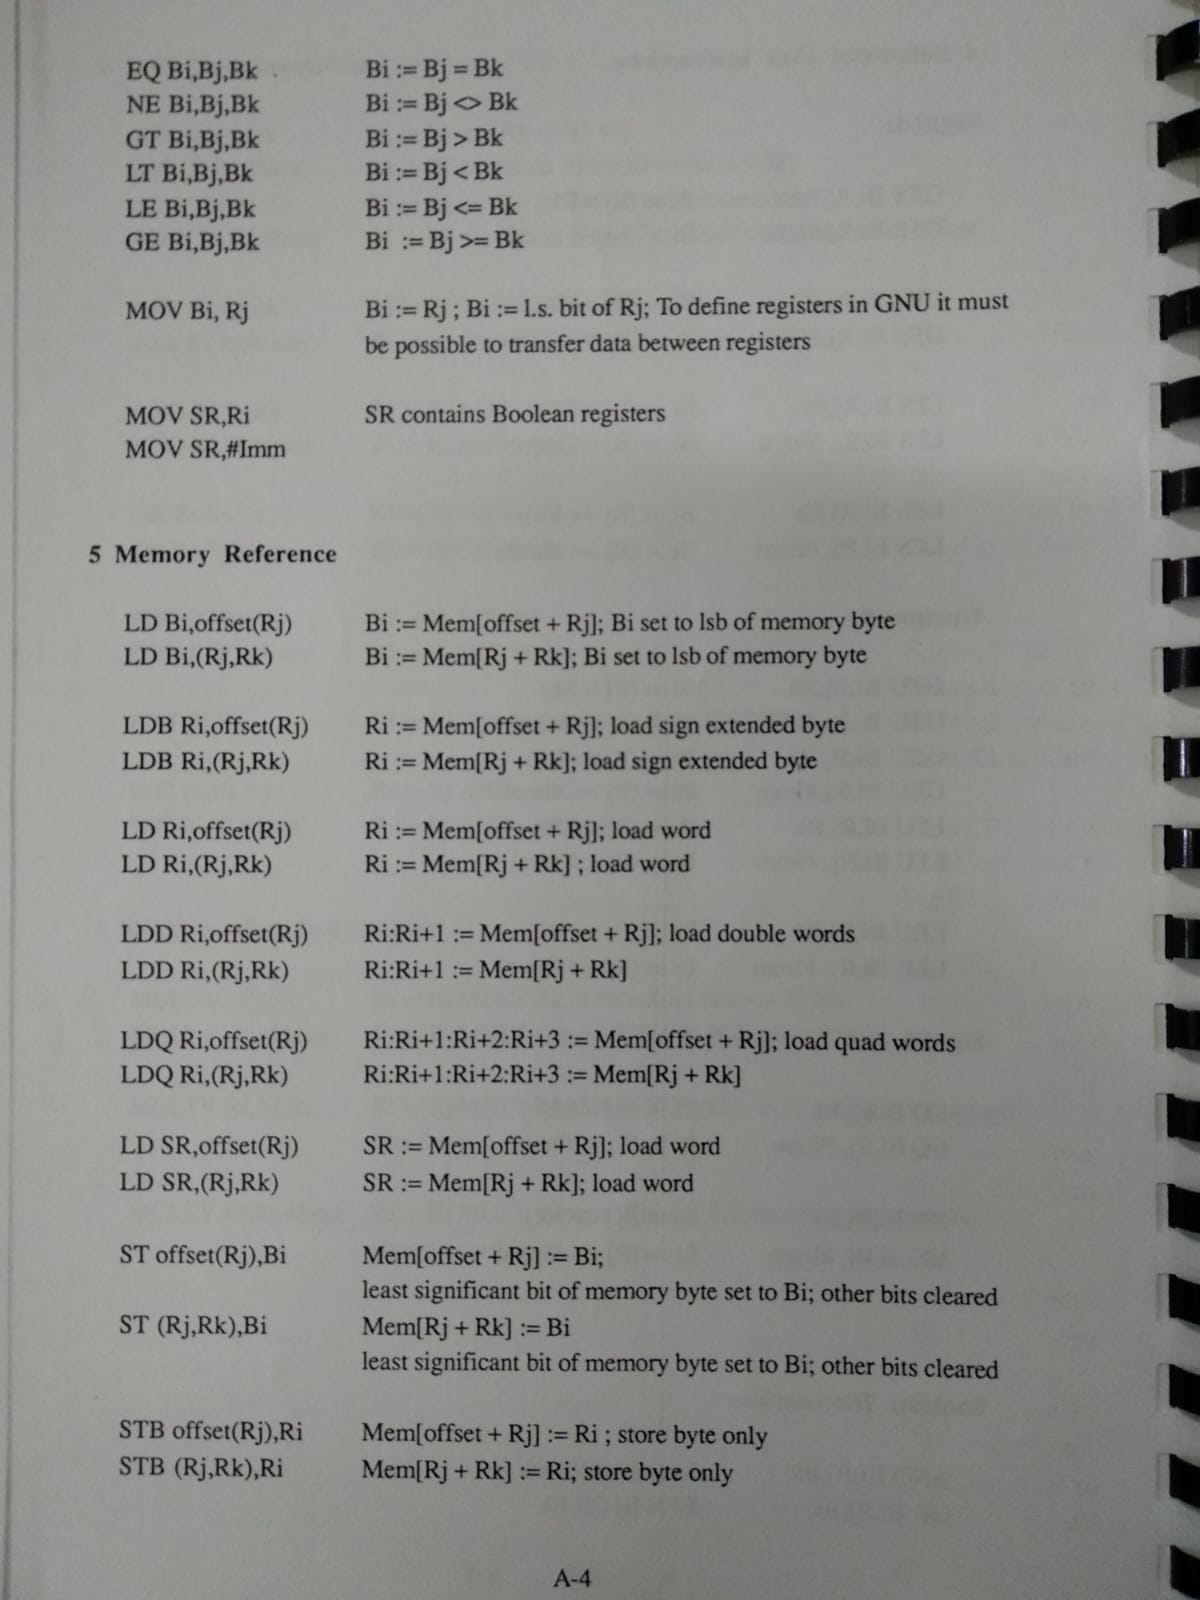 EQ Bi,Bj,Bk Bi := Bj = Bk
NE Bi,Bj,Bk Bi := Bj <> Bk
GT Bi,Bj,Bk Bi := Bj > Bk
LT Bi,Bj,Bk Bi := Bj < Bk
LE Bi,Bj,Bk Bi := Bj <= Bk
GE Bi,Bj,Bk Bi := Bj >= Bk
MOV Bi, Rj Bi := Rj ; Bi := l.s. bit of Rj; To define registers in GNU it must
be possible to transfer data between registers
MOV SR,Ri SR contains Boolean registers
MOV SR,#Imm
5 Memory Reference
LD Bi,offset(Rj) Bi := Mem[offset + Rj]; Bi set to lsb of memory byte
LD Bi,(Rj,Rk) Bi := Mem[Rj + Rk]; Bi set to lsb of memory byte
LDB Ri,offset(Rj) Ri := Mem[offset + Rj]; load sign extended byte
LDB Ri,(Rj,Rk) Ri := Mem[Rj + Rk]; load sign extended byte
LD Ri,offset(Rj) Ri := Mem[offset + Rj]; load word
LD Ri,(Rj,Rk) Ri := Mem[Rj + Rk] ; load word
LDD Ri,offset(Rj) Ri:Ri+1 := Mem[offset + Rj]; load double words
LDD Ri,(Rj,Rk) Ri:Ri+1 := Mem[Rj + Rk]
LDQ Ri,offset(Rj) Ri:Ri+1:Ri+2:Ri+3 := Mem[offset + Rj]; load quad words
LDQ Ri,(Rj,Rk) Ri:Ri+1:Ri+2:Ri+3 := Mem[Rj + Rk]
LD SR,offset(Rj) SR := Mem[offset + Rj]; load word
LD SR,(Rj,Rk) SR := Mem[Rj + Rk]; load word
ST offset(Rj),Bi Mem[offset + Rj] := Bi;
least significant bit of memory byte set to Bi; other bits cleared
ST (Rj,Rk),Bi Mem[Rj + Rk] := Bi
least significant bit of memory byte set to Bi; other bits cleared
STB offset(Rj),Ri Mem[offset + Rj] := Ri ; store byte only
STB (Rj,Rk),Ri Mem[Rj + Rk] := Ri; store byte only
A-4